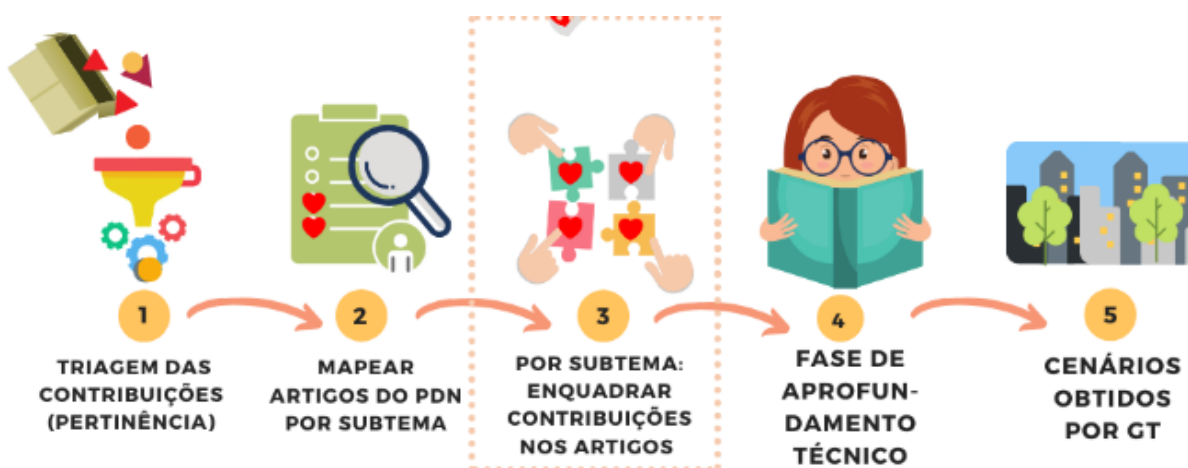 1
TRIAGEM DAS
CONTRIBUIÇÕES
(PERTINÊNCIA)
2
MAPEAR
ARTIGOS DO PDN
POR SUBTEMA
3
POR SUBTEMA:
ENQUADRAR
CONTRIBUIÇÕES
NOS ARTIGOS
4
FASE DE
APROFUN-
DAMENTO
TÉCNICO
5
CENÁRIOS
OBTIDOS
POR GT